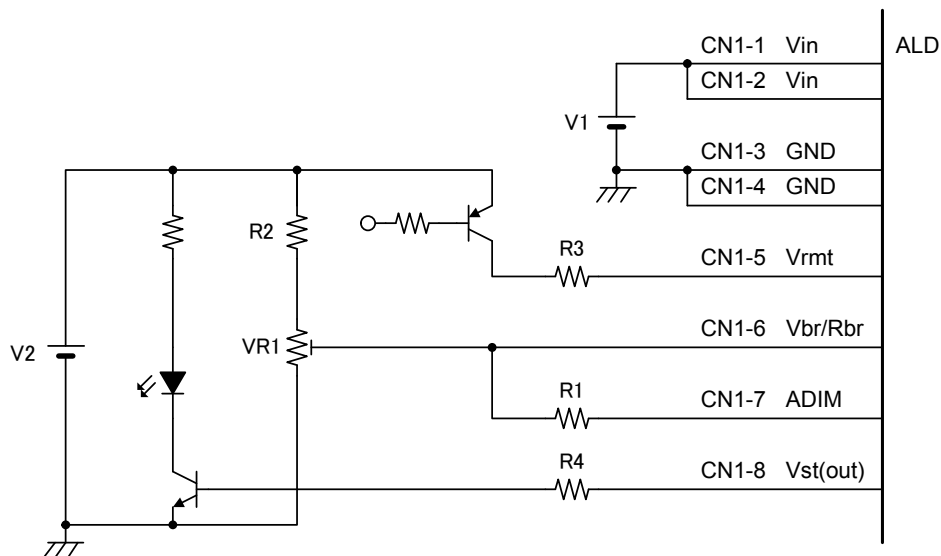 CN1-1 Vin ALD
CN1-2 Vin
V1
CN1-3 GND
CN1-4 GND
R2
R3
CN1-5 Vrmt
V2
VR1
CN1-6 Vbr/Rbr
R1
CN1-7 ADIM
R4
CN1-8 Vst(out)